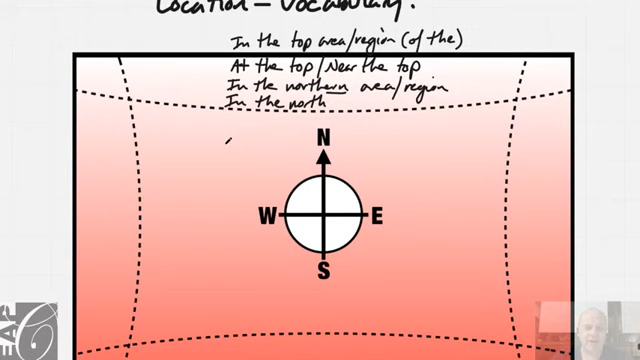 Location – Vocabulary.
In the top area/region (of the)
At the top/Near the top
In the northern area/region
In the north
N
W
E
S
EAP